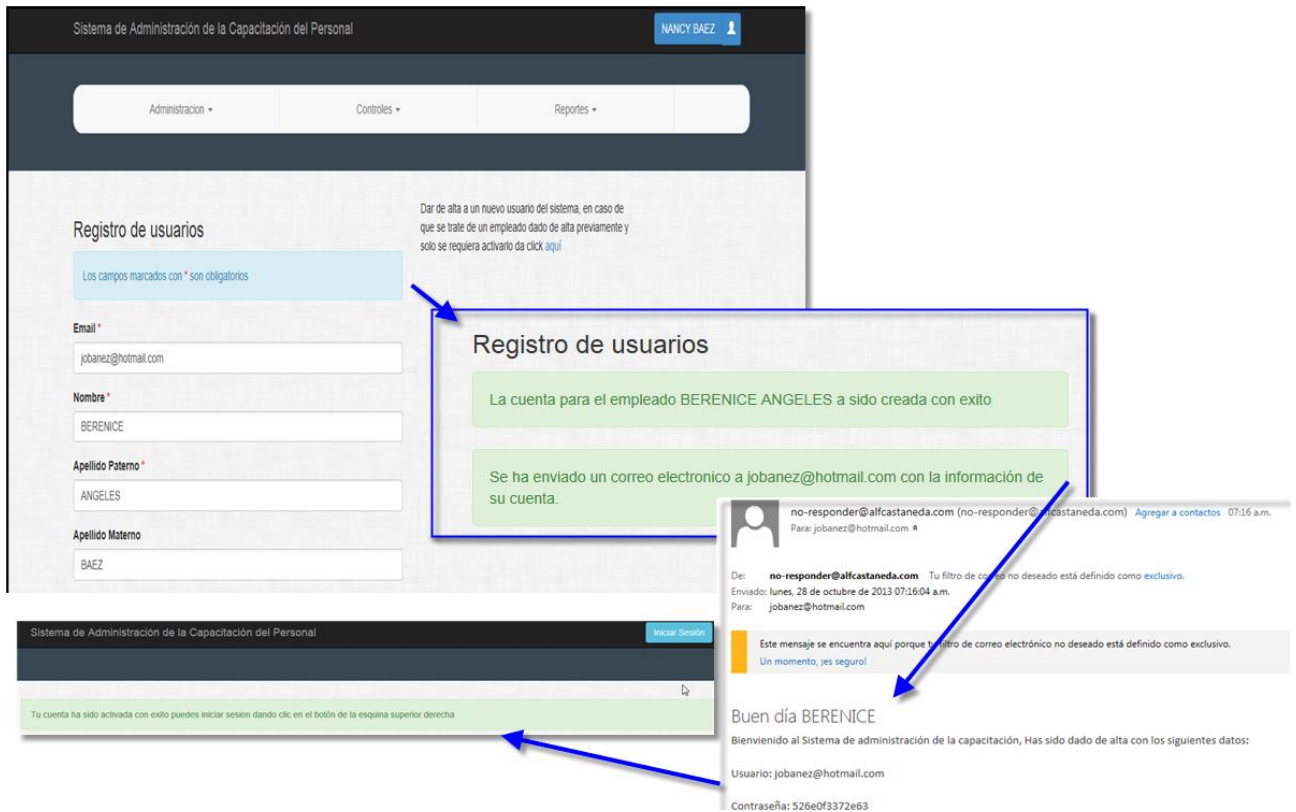 Sistema de Administración de la Capacitación del Personal
NANCY BAEZ
Administracion
Controles
Reportes
Registro de usuarios
Los campos marcados con * son obligatorios
Dar de alta a un nuevo usuario del sistema, en caso de
que se trate de un empleado dado de alta previamente y
solo se requiera activarlo da click aquí
Email *
jobanez@hotmail.com
Nombre *
BERENICE
Apellido Paterno *
ANGELES
Apellido Materno
BAEZ
Registro de usuarios
La cuenta para el empleado BERENICE ANGELES a sido creada con exito
Se ha enviado un correo electronico a jobanez@hotmail.com con la información de
su cuenta.
no-responder@alfcastaneda.com (no-responder@alfcastaneda.com) Agregar a contactos 07:16 a.m.
Para: jobanez@hotmail.com
De: no-responder@alfcastaneda.com Tu filtro de correo no deseado está definido como exclusivo.
Enviado: lunes, 28 de octubre de 2013 07:16:04 a.m.
Para: jobanez@hotmail.com
Este mensaje se encuentra aquí porque tu filtro de correo electrónico no deseado está definido como exclusivo.
Un momento, ¡es seguro!
Buen día BERENICE
Bienvienido al Sistema de administración de la capacitación, Has sido dado de alta con los siguientes datos:
Usuario: jobanez@hotmail.com
Contraseña: 526e0f3372e63
Sistema de Administración de la Capacitación del Personal
Iniciar Sesión
Tu cuenta ha sido activada con exito puedes iniciar sesion dando clic en el botón de la esquina superior derecha